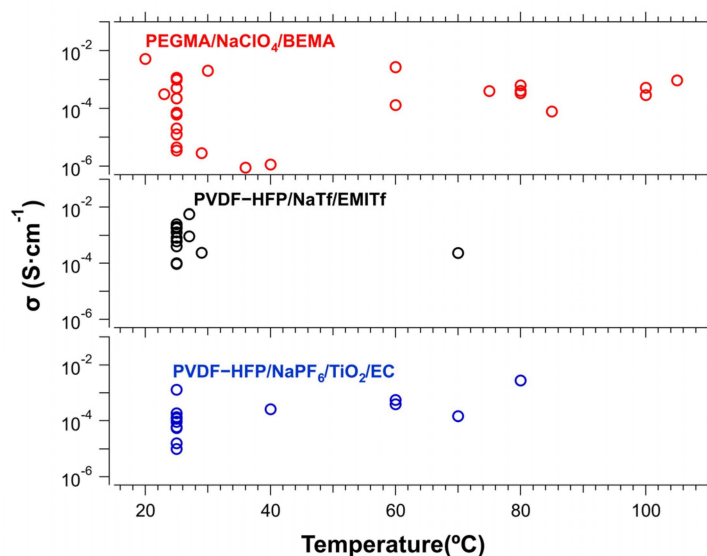 10⁻²
PEGMA/NaClO₄/BEMA
10⁻⁴
10⁻⁶
10⁻²
PVDF−HFP/NaTf/EMITf
10⁻⁴
10⁻⁶
σ (S·cm⁻¹)
10⁻²
PVDF−HFP/NaPF₆/TiO₂/EC
10⁻⁴
10⁻⁶
20 40 60 80 100
Temperature(ºC)